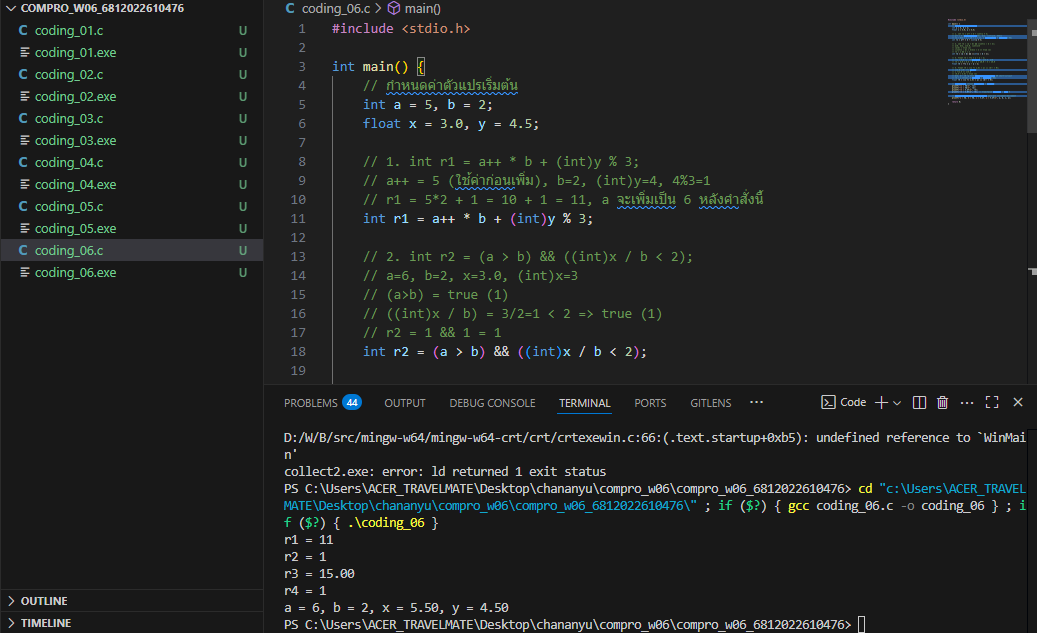 COMPRO_W06_6812022610476
C coding_01.c U
coding_01.exe U
C coding_02.c U
coding_02.exe U
C coding_03.c U
coding_03.exe U
C coding_04.c U
coding_04.exe U
C coding_05.c U
coding_05.exe U
C coding_06.c U
coding_06.exe U
OUTLINE
TIMELINE
C coding_06.c > main()
1 #include <stdio.h>
2
3 int main() {
4 // กำหนดค่าตัวแปรเริ่มต้น
5 int a = 5, b = 2;
6 float x = 3.0, y = 4.5;
7
8 // 1. int r1 = a++ * b + (int)y % 3;
9 // a++ = 5 (ใช้ค่าก่อนเพิ่ม), b=2, (int)y=4, 4%3=1
10 // r1 = 5*2 + 1 = 10 + 1 = 11, a จะเพิ่มเป็น 6 หลังคำสั่งนี้
11 int r1 = a++ * b + (int)y % 3;
12
13 // 2. int r2 = (a > b) && ((int)x / b < 2);
14 // a=6, b=2, x=3.0, (int)x=3
15 // (a>b) = true (1)
16 // ((int)x / b) = 3/2=1 < 2 => true (1)
17 // r2 = 1 && 1 = 1
18 int r2 = (a > b) && ((int)x / b < 2);
19
PROBLEMS 44 OUTPUT DEBUG CONSOLE TERMINAL PORTS GITLENS ··· Code
D:/W/B/src/mingw-w64/mingw-w64-crt/crt/crtexewin.c:66:(.text.startup+0xb5): undefined reference to `WinMai
n'
collect2.exe: error: ld returned 1 exit status
PS C:\Users\ACER_TRAVELMATE\Desktop\chananyu\compro_w06\compro_w06_6812022610476> cd "c:\Users\ACER_TRAVEL
MATE\Desktop\chananyu\compro_w06\compro_w06_6812022610476\" ; if ($?) { gcc coding_06.c -o coding_06 } ; i
f ($?) { .\coding_06 }
r1 = 11
r2 = 1
r3 = 15.00
r4 = 1
a = 6, b = 2, x = 5.50, y = 4.50
PS C:\Users\ACER_TRAVELMATE\Desktop\chananyu\compro_w06\compro_w06_6812022610476>